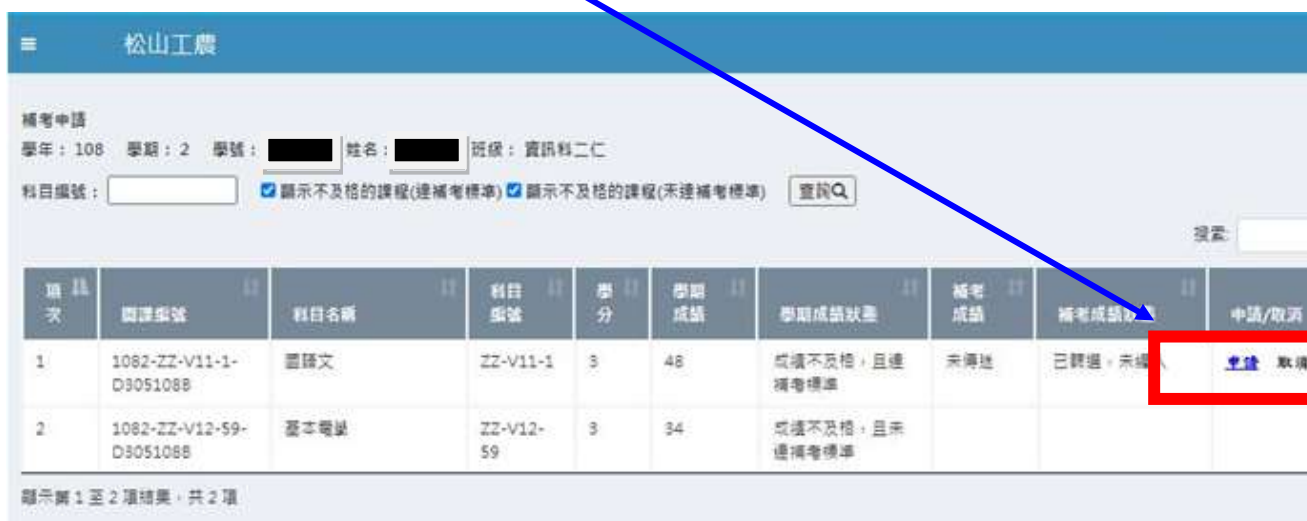 松山工農
補考申請
學年：108 學期：2 學號： 姓名： 班級：資訊科二仁
科目編號： 顯示不及格的課程(達補考標準) 顯示不及格的課程(未達補考標準) 查詢
搜索:
項次 開課編號 科目名稱 科目編號 學分 學期成績 學期成績狀態 補考成績 補考成績狀態 申請/取消
1 1082-ZZ-V11-1- 國語文 ZZ-V11-1 3 48 成績不及格，且達 未傳送 已篩選，未 申請 取消
D305108B 補考標準
2 1082-ZZ-V12-59- 基本電學 ZZ-V12- 3 34 成績不及格，且未
D305108B 59 達補考標準
顯示第 1 至 2 項結果，共 2 項